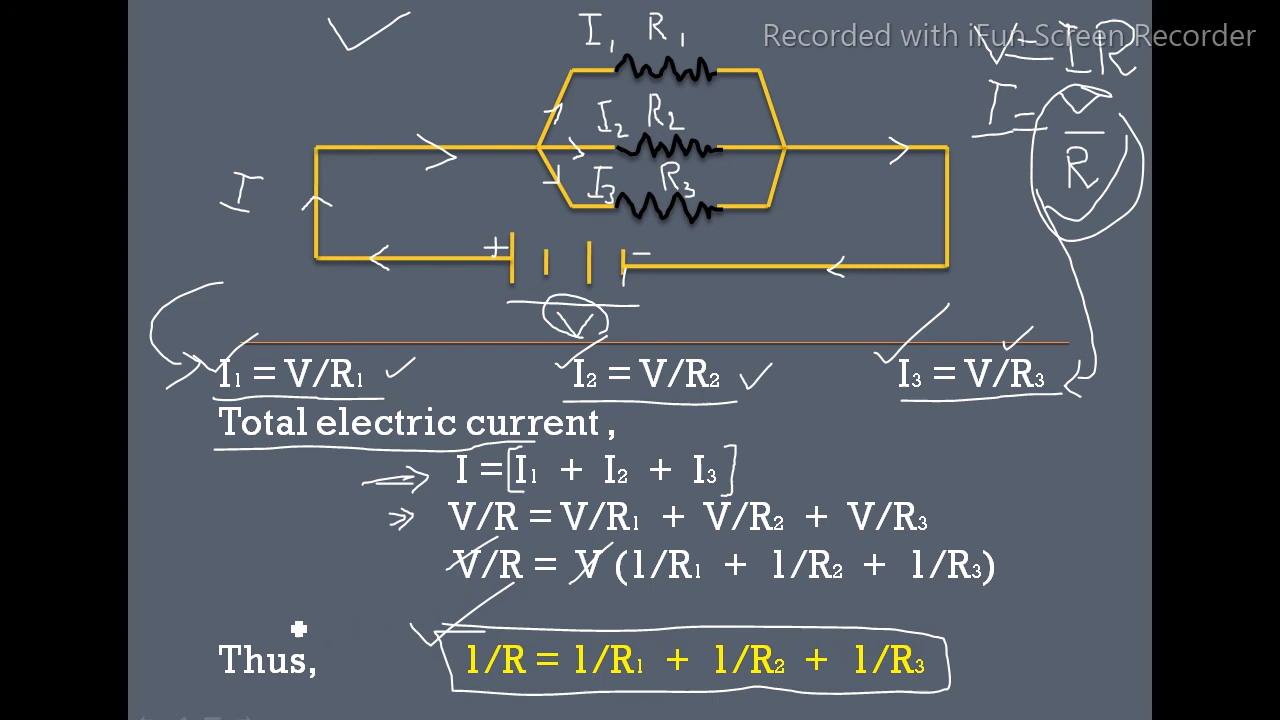 I₁ R₁
Recorded with iFun Screen Recorder
V=IR
I₂ R₂
I=V/R
I
I₃ R₃
+ -
V
I₁ = V/R₁ I₂ = V/R₂ I₃ = V/R₃
Total electric current ,
I = [I₁ + I₂ + I₃]
V/R = V/R₁ + V/R₂ + V/R₃
V/R = V (1/R₁ + 1/R₂ + 1/R₃)
Thus, 1/R = 1/R₁ + 1/R₂ + 1/R₃